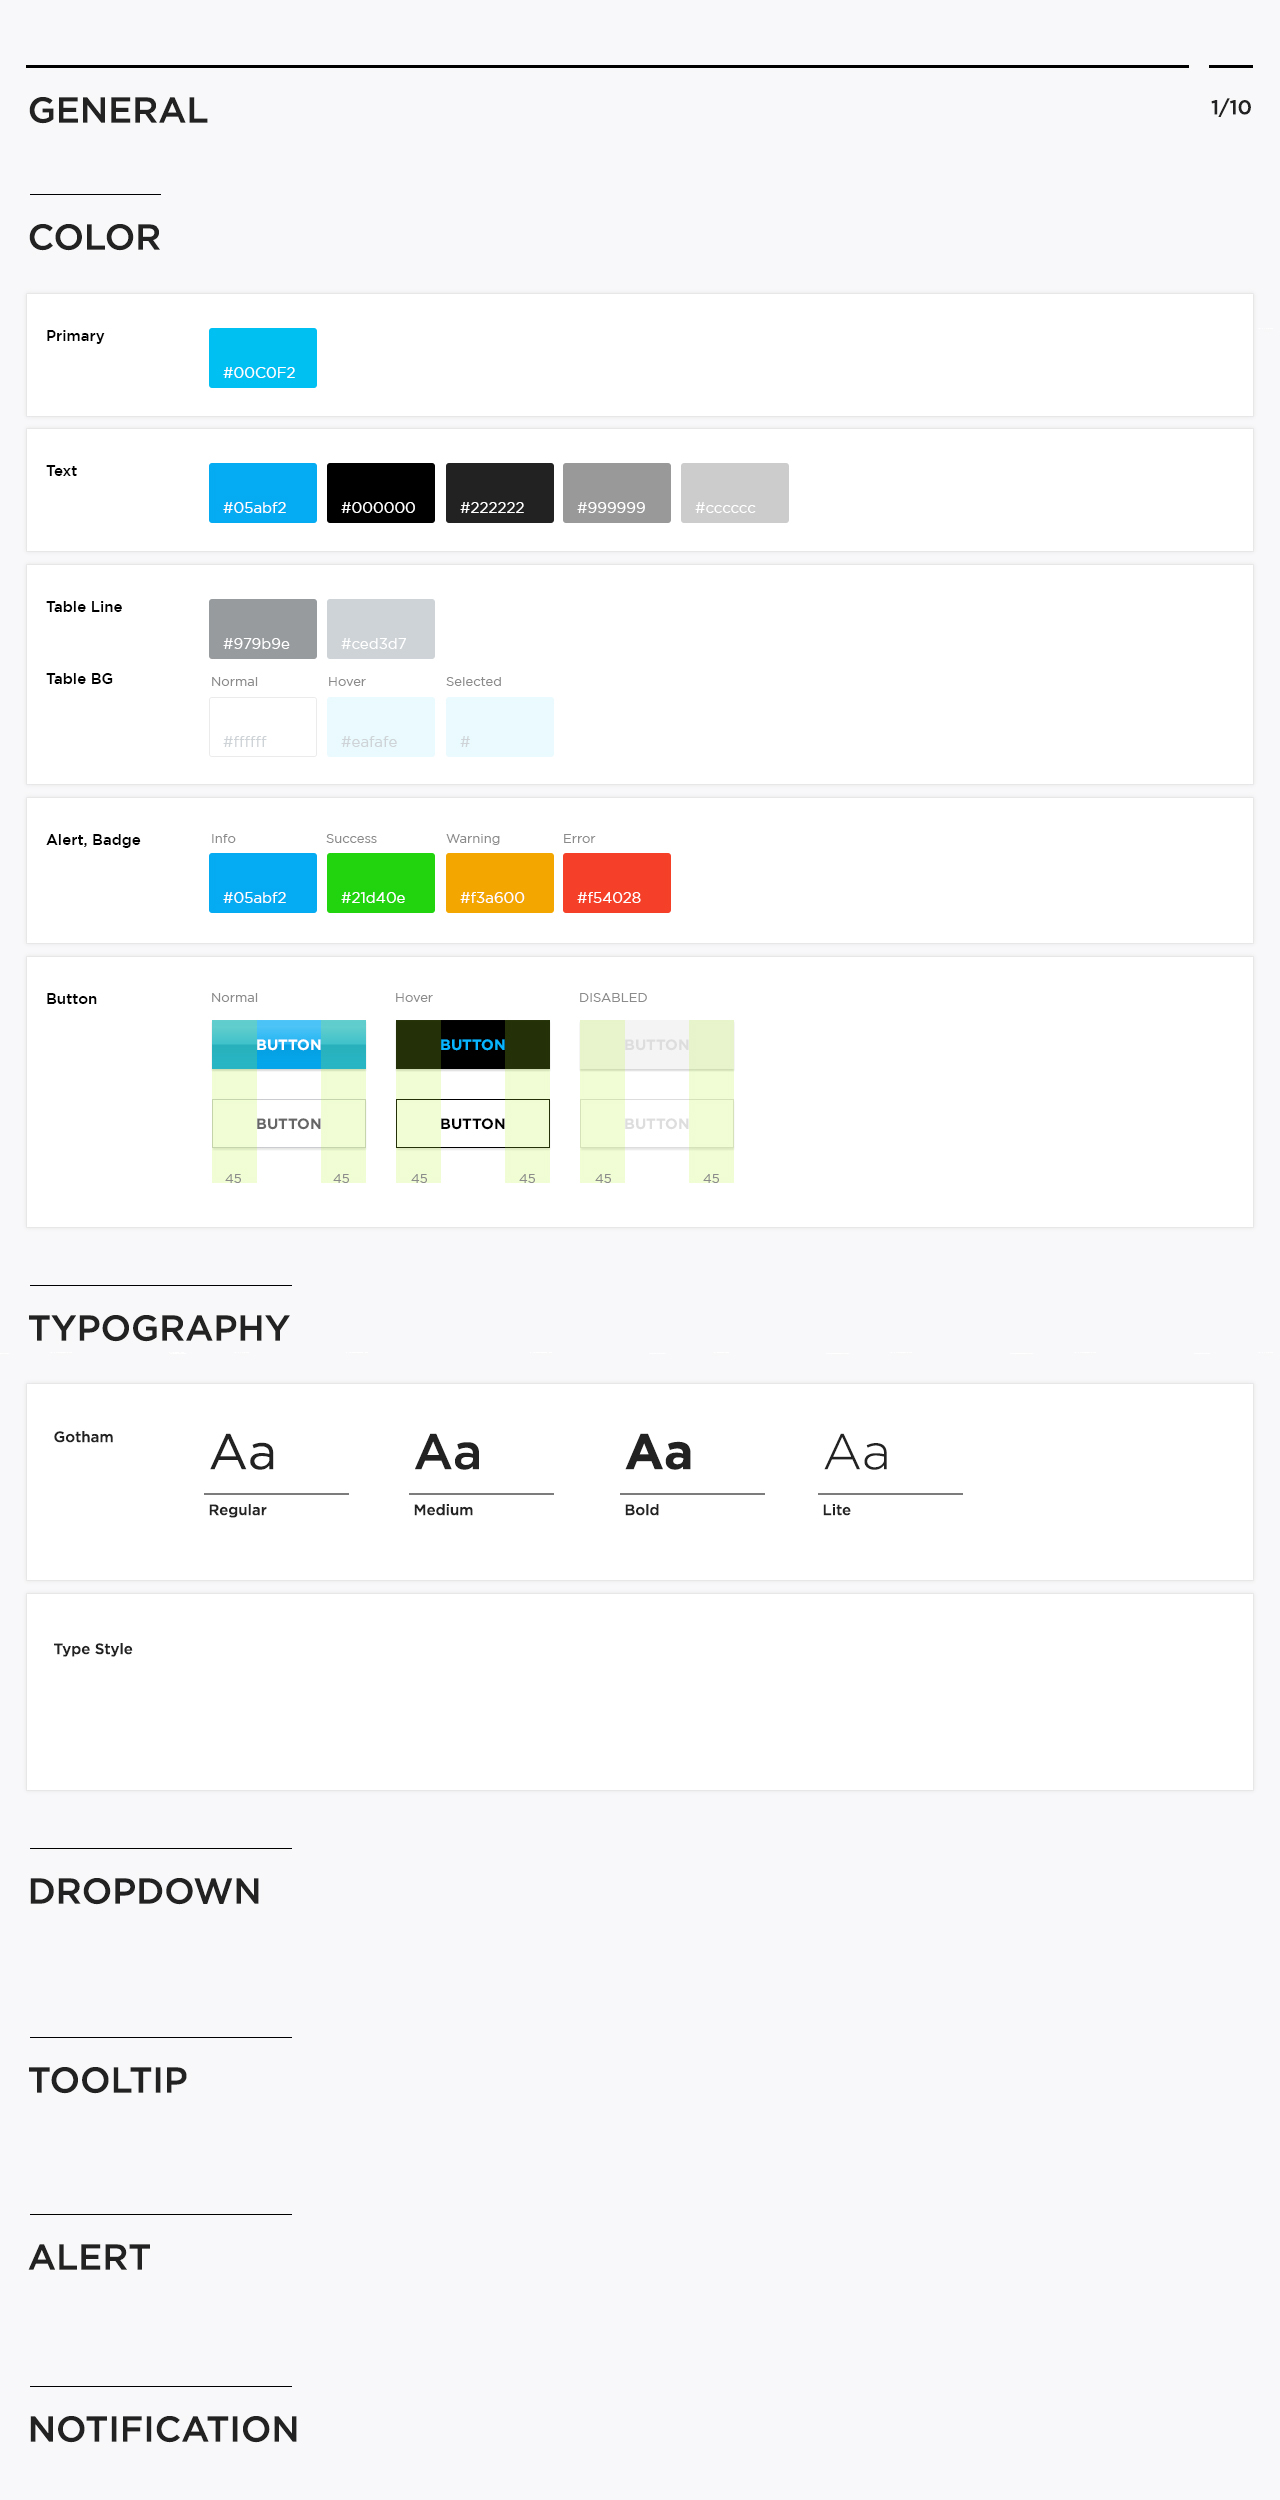 GENERAL 1/10
COLOR
Primary
#00C0F2
Text
#05abf2 #000000 #222222 #999999 #cccccc
Table Line
#979b9e #ced3d7
Table BG Normal Hover Selected
#ffffff #eafafe #
Alert, Badge Info Success Warning Error
#05abf2 #21d40e #f3a600 #f54028
Button Normal Hover DISABLED
BUTTON BUTTON BUTTON
BUTTON BUTTON BUTTON
45 45 45 45 45 45
TYPOGRAPHY
Gotham Aa Aa Aa Aa
Regular Medium Bold Lite
Type Style
DROPDOWN
TOOLTIP
ALERT
NOTIFICATION